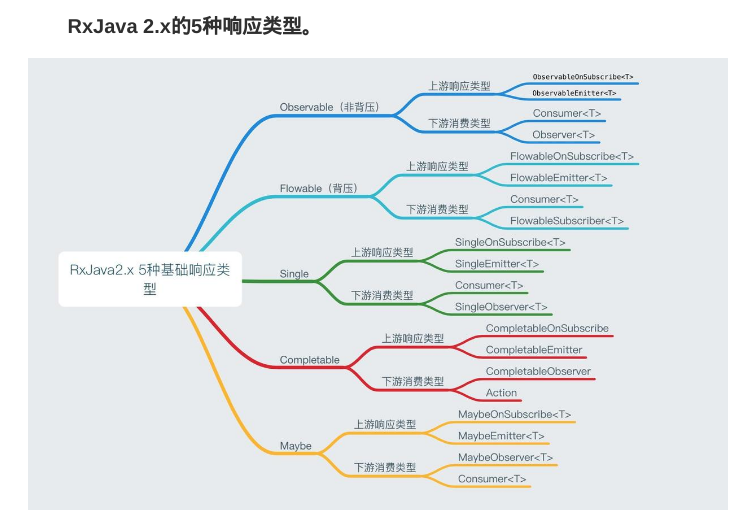 RxJava 2.x的5种响应类型。
RxJava2.x 5种基础响应类
型
Observable（非背压）
上游响应类型
ObservableOnSubscribe<T>
ObservableEmitter<T>
下游消费类型
Consumer<T>
Observer<T>
Flowable（背压）
上游响应类型
FlowableOnSubscribe<T>
FlowableEmitter<T>
下游消费类型
Consumer<T>
FlowableSubscriber<T>
Single
上游响应类型
SingleOnSubscribe<T>
SingleEmitter<T>
下游消费类型
Consumer<T>
SingleObserver<T>
Completable
上游响应类型
CompletableOnSubscribe
CompletableEmitter
下游消费类型
CompletableObserver
Action
Maybe
上游响应类型
MaybeOnSubscribe<T>
MaybeEmitter<T>
下游消费类型
MaybeObserver<T>
Consumer<T>